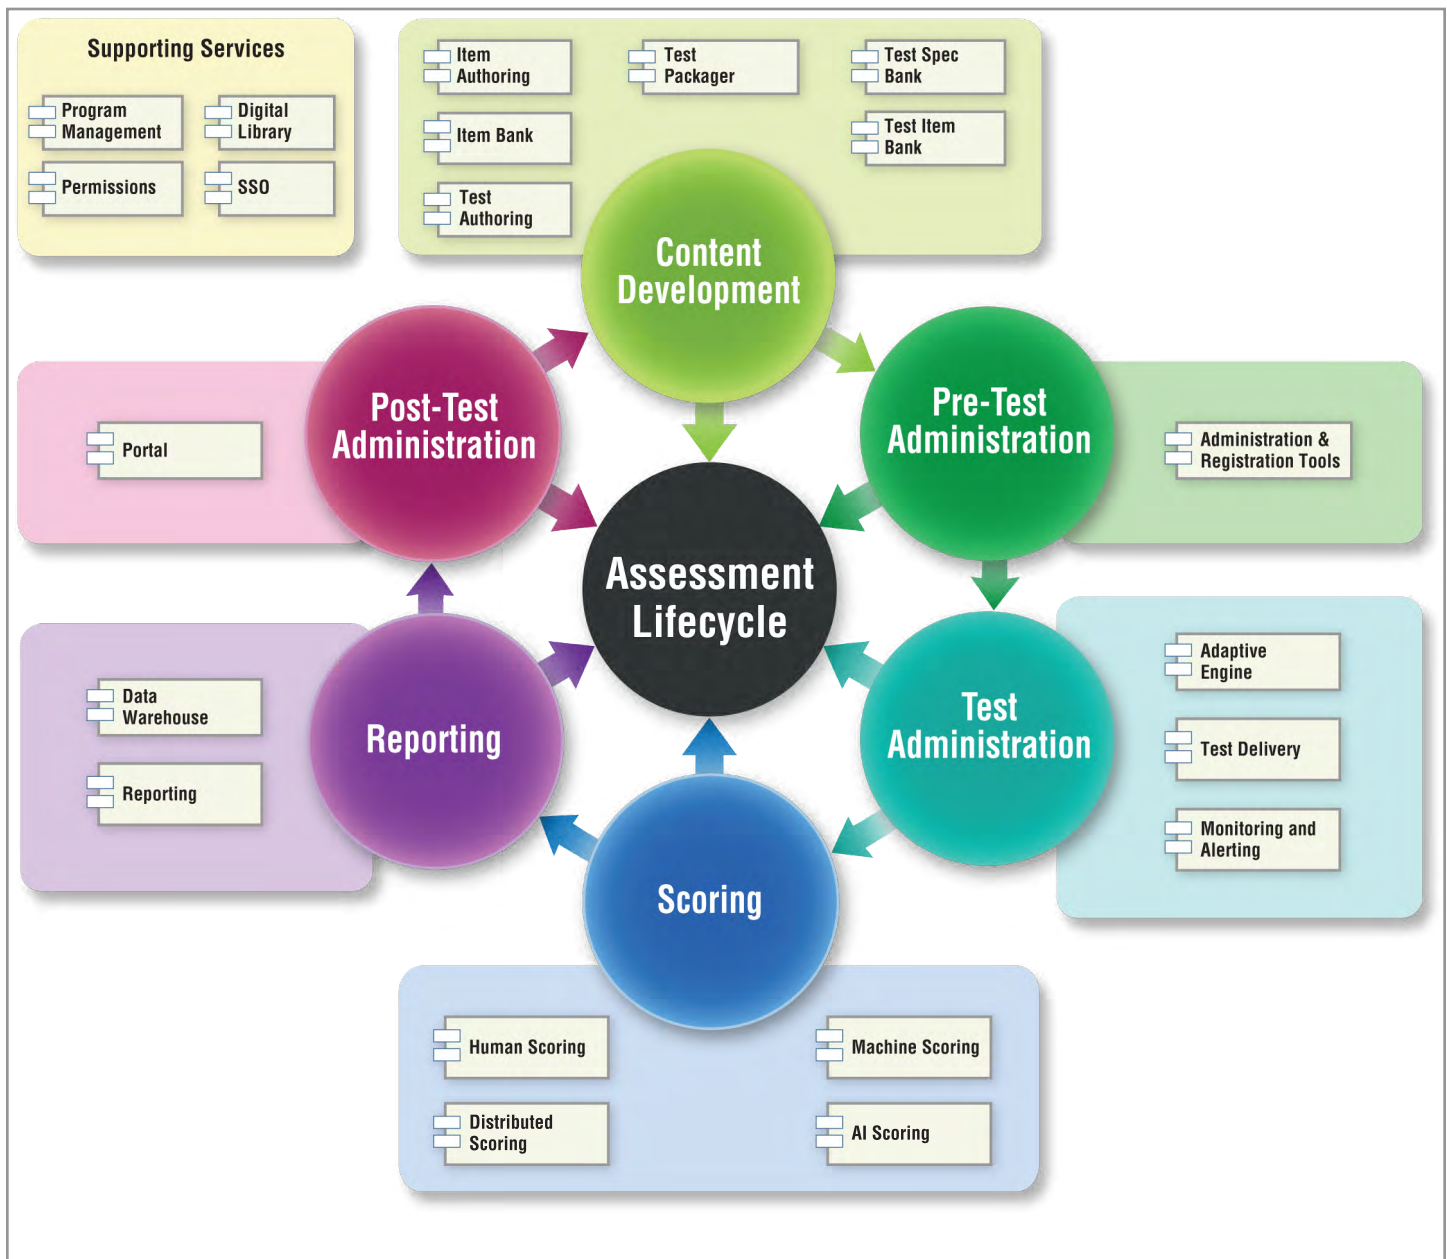 Supporting Services
Program
Management
Digital
Library
Permissions
SSO
Item
Authoring
Item Bank
Test
Authoring
Test
Packager
Test Spec
Bank
Test Item
Bank
Content
Development
Post-Test
Administration
Pre-Test
Administration
Portal
Administration &
Registration Tools
Assessment
Lifecycle
Reporting
Data
Warehouse
Reporting
Test
Administration
Adaptive
Engine
Test Delivery
Monitoring and
Alerting
Scoring
Human Scoring
Distributed
Scoring
Machine Scoring
AI Scoring